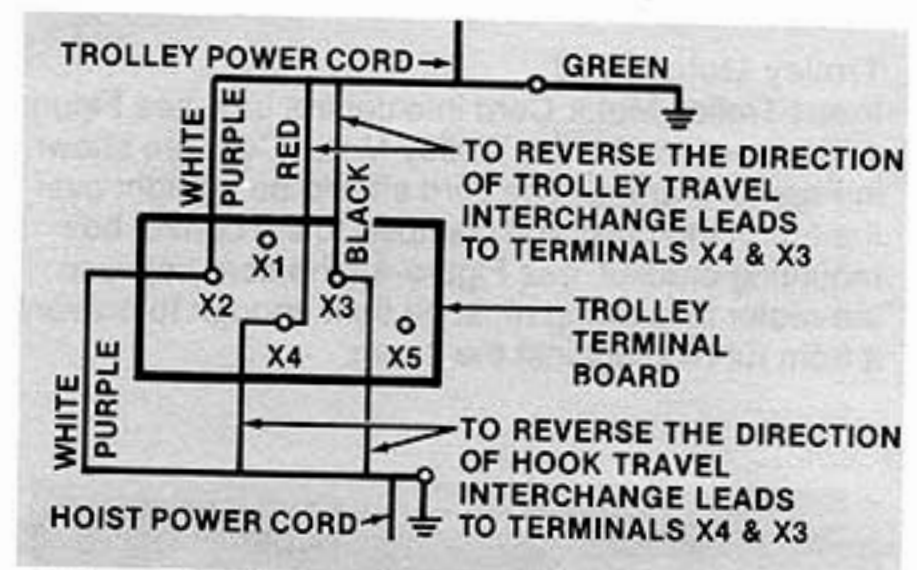 TROLLEY POWER CORD
GREEN
WHITE
PURPLE
RED
BLACK
TO REVERSE THE DIRECTION
OF TROLLEY TRAVEL
INTERCHANGE LEADS
TO TERMINALS X4 & X3
X1
X2
X3
X4
X5
TROLLEY
TERMINAL
BOARD
WHITE
PURPLE
TO REVERSE THE DIRECTION
OF HOOK TRAVEL
INTERCHANGE LEADS
TO TERMINALS X4 & X3
HOIST POWER CORD